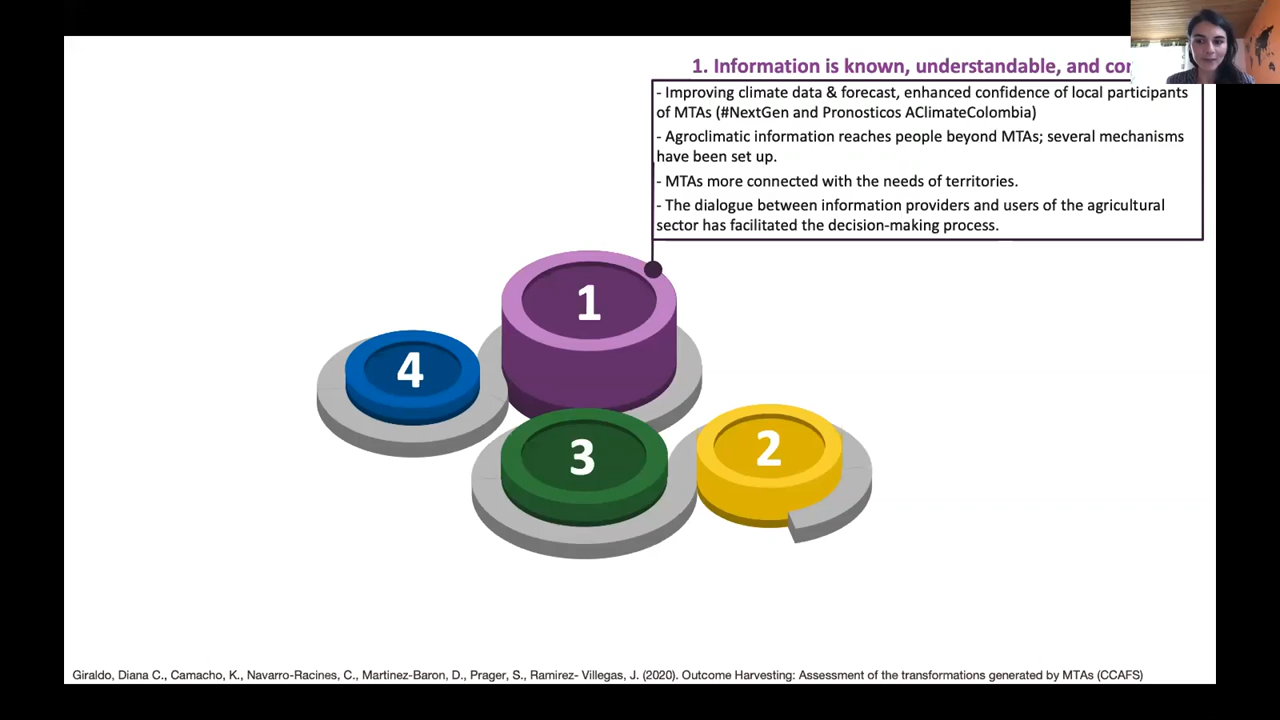 1. Information is known, understandable, and
- Improving climate data & forecast, enhanced confidence of local participants
of MTAs (#NextGen and Pronosticos AClimateColombia)
- Agroclimatic information reaches people beyond MTAs; several mechanisms
have been set up.
- MTAs more connected with the needs of territories.
- The dialogue between information providers and users of the agricultural
sector has facilitated the decision-making process.
1
4
3
2
Giraldo, Diana C., Camacho, K., Navarro-Racines, C., Martinez-Baron, D., Prager, S., Ramirez- Villegas, J. (2020). Outcome Harvesting: Assessment of the transformations generated by MTAs (CCAFS)